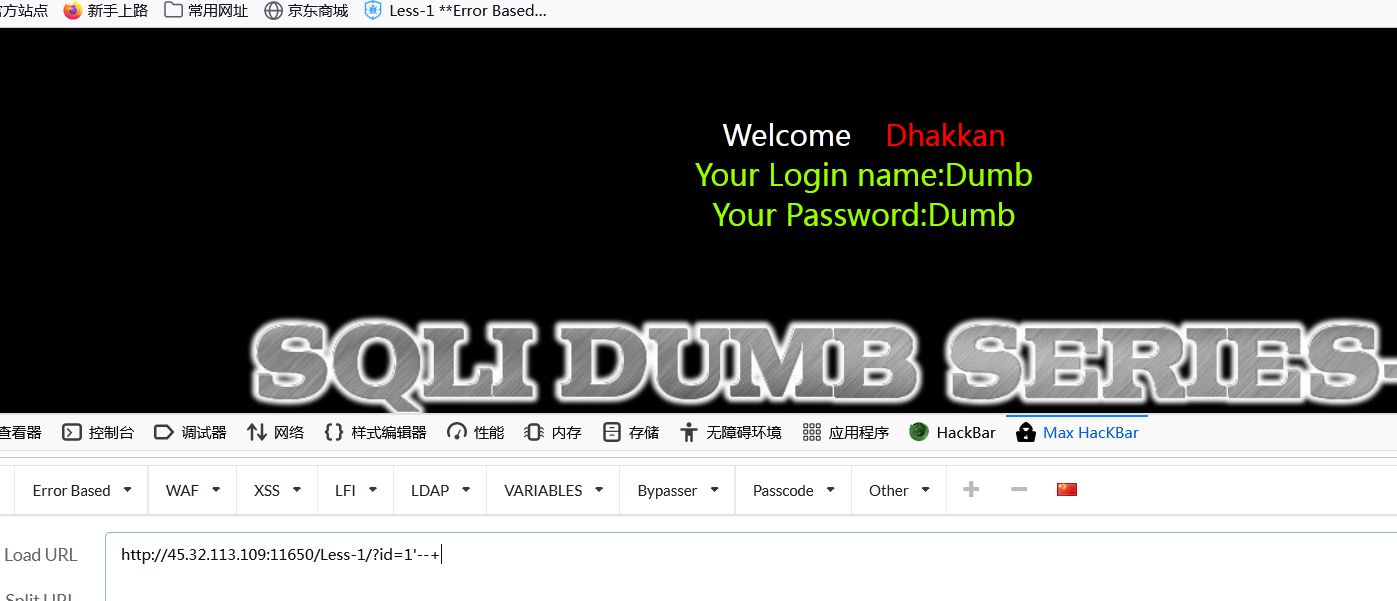 官方站点 新手上路 常用网址 京东商城 Less-1 **Error Based...
Welcome Dhakkan
Your Login name:Dumb
Your Password:Dumb
SQLI DUMB SERIES-
查看器 控制台 调试器 网络 样式编辑器 性能 内存 存储 无障碍环境 应用程序 HackBar Max HacKBar
Error Based WAF XSS LFI LDAP VARIABLES Bypasser Passcode Other
Load URL http://45.32.113.109:11650/Less-1/?id=1'--+
Split URL